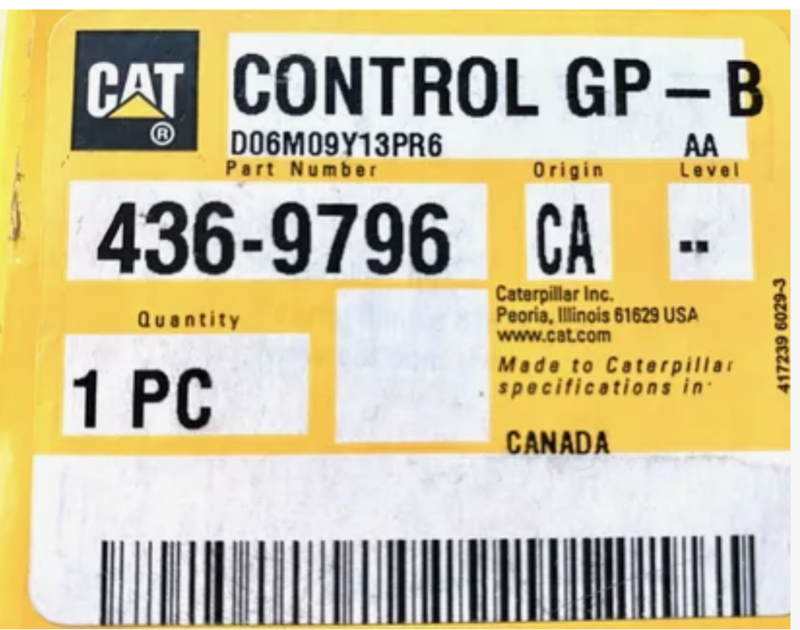 CAT
®
CONTROL GP-B
D06M09Y13PR6 AA
Part Number Origin Level
436-9796 CA --
Quantity
1 PC
Caterpillar Inc.
Peoria, Illinois 61629 USA
www.cat.com
Made to Caterpillar
specifications in
CANADA
417239 6029-3